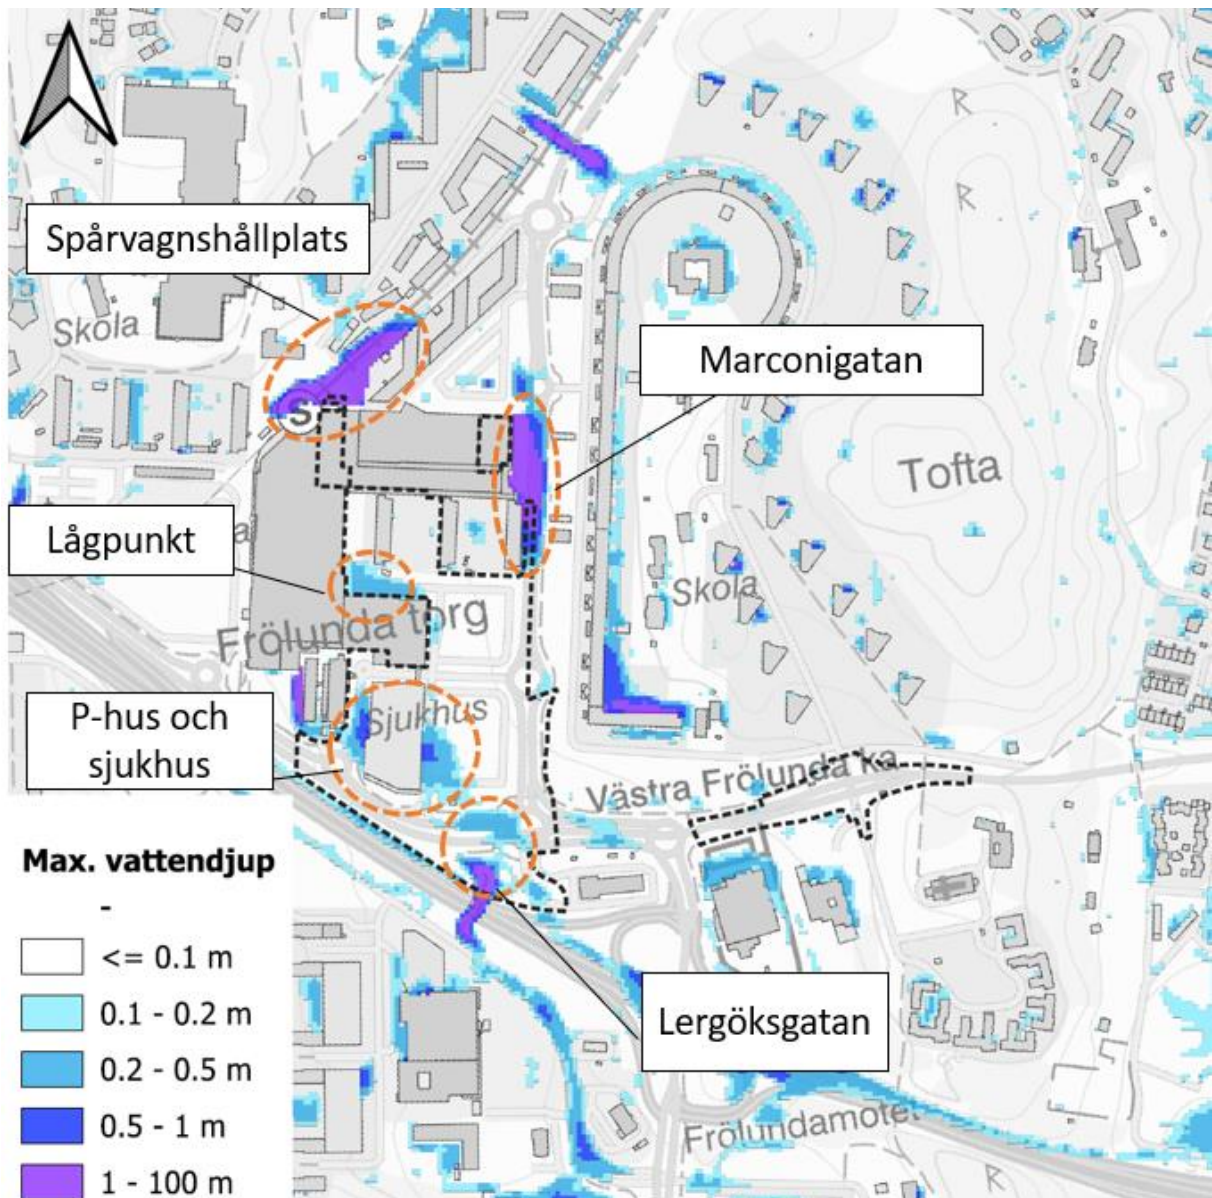 R
R
Spårvagnshållplats
Skola
Marconigatan
S
Tofta
Lågpunkt
a
Skola
Frölunda torg
P-hus och
sjukhus
Sjukhus
Västra Frölunda ka
Max. vattendjup
-
<= 0.1 m
0.1 - 0.2 m
0.2 - 0.5 m
0.5 - 1 m
1 - 100 m
Lergöksgatan
Frölundamotet
R